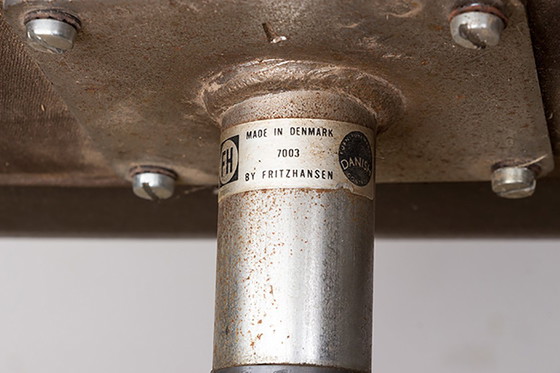 MADE IN DENMARK
FH
7003
DANISH
BY FRITZHANSEN